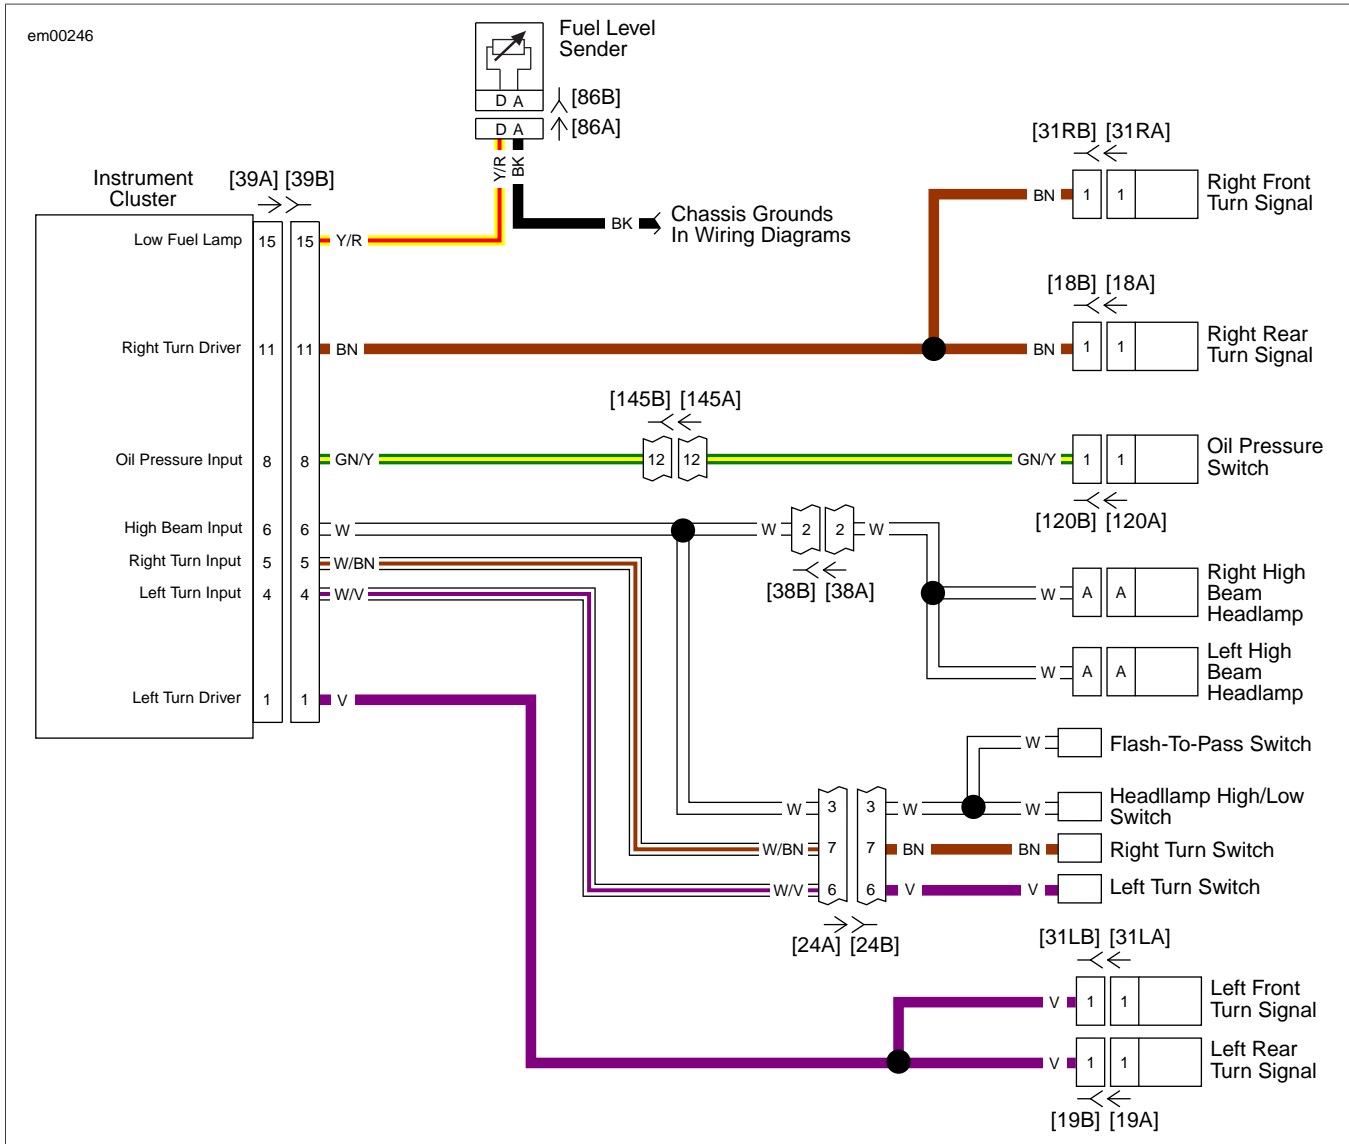 em00246
Fuel Level
Sender
D A
[86B]
D A
[86A]
Y/R
BK
BK
Chassis Grounds
In Wiring Diagrams
Instrument
Cluster
[39A] [39B]
Low Fuel Lamp 15 15 Y/R
[31RB] [31RA]
BN 1 1
Right Front
Turn Signal
[18B] [18A]
Right Turn Driver 11 11 BN
BN 1 1
Right Rear
Turn Signal
[145B] [145A]
Oil Pressure Input 8 8 GN/Y
12 12
GN/Y 1 1
Oil Pressure
Switch
[120B] [120A]
High Beam Input 6 6 W
W 2 2 W
[38B] [38A]
Right Turn Input 5 5 W/BN
Left Turn Input 4 4 W/V
W A A
Right High
Beam
Headlamp
W A A
Left High
Beam
Headlamp
Left Turn Driver 1 1 V
W
Flash-To-Pass Switch
W 3 3 W W
Headllamp High/Low
Switch
W/BN 7 7 BN BN
Right Turn Switch
W/V 6 6 V V
Left Turn Switch
[24A] [24B]
[31LB] [31LA]
V 1 1
Left Front
Turn Signal
V 1 1
Left Rear
Turn Signal
[19B] [19A]